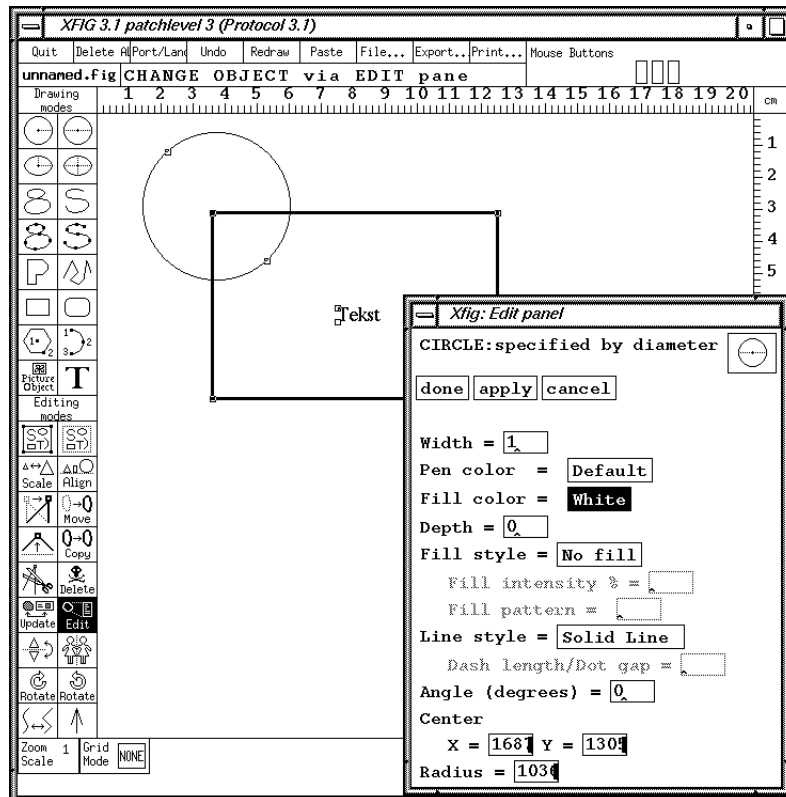 XFIG 3.1 patchlevel 3 (Protocol 3.1)
Quit Delete Al Port/Land Undo Redraw Paste File... Export.. Print... Mouse Buttons
unnamed.fig CHANGE OBJECT via EDIT pane
Drawing modes
1 2 3 4 5 6 7 8 9 10 11 12 13 14 15 16 17 18 19 20 cm
1
2
3
4
5
Tekst
Picture Object T
Editing modes
Scale Align
Move
Copy
Delete
Update Edit
Rotate Rotate
Zoom Scale 1 Grid Mode NONE
Xfig: Edit panel
CIRCLE:specified by diameter
done apply cancel
Width = 1
Pen color = Default
Fill color = White
Depth = 0
Fill style = No fill
Fill intensity % =
Fill pattern =
Line style = Solid Line
Dash length/Dot gap =
Angle (degrees) = 0
Center
X = 1687 Y = 1305
Radius = 1036